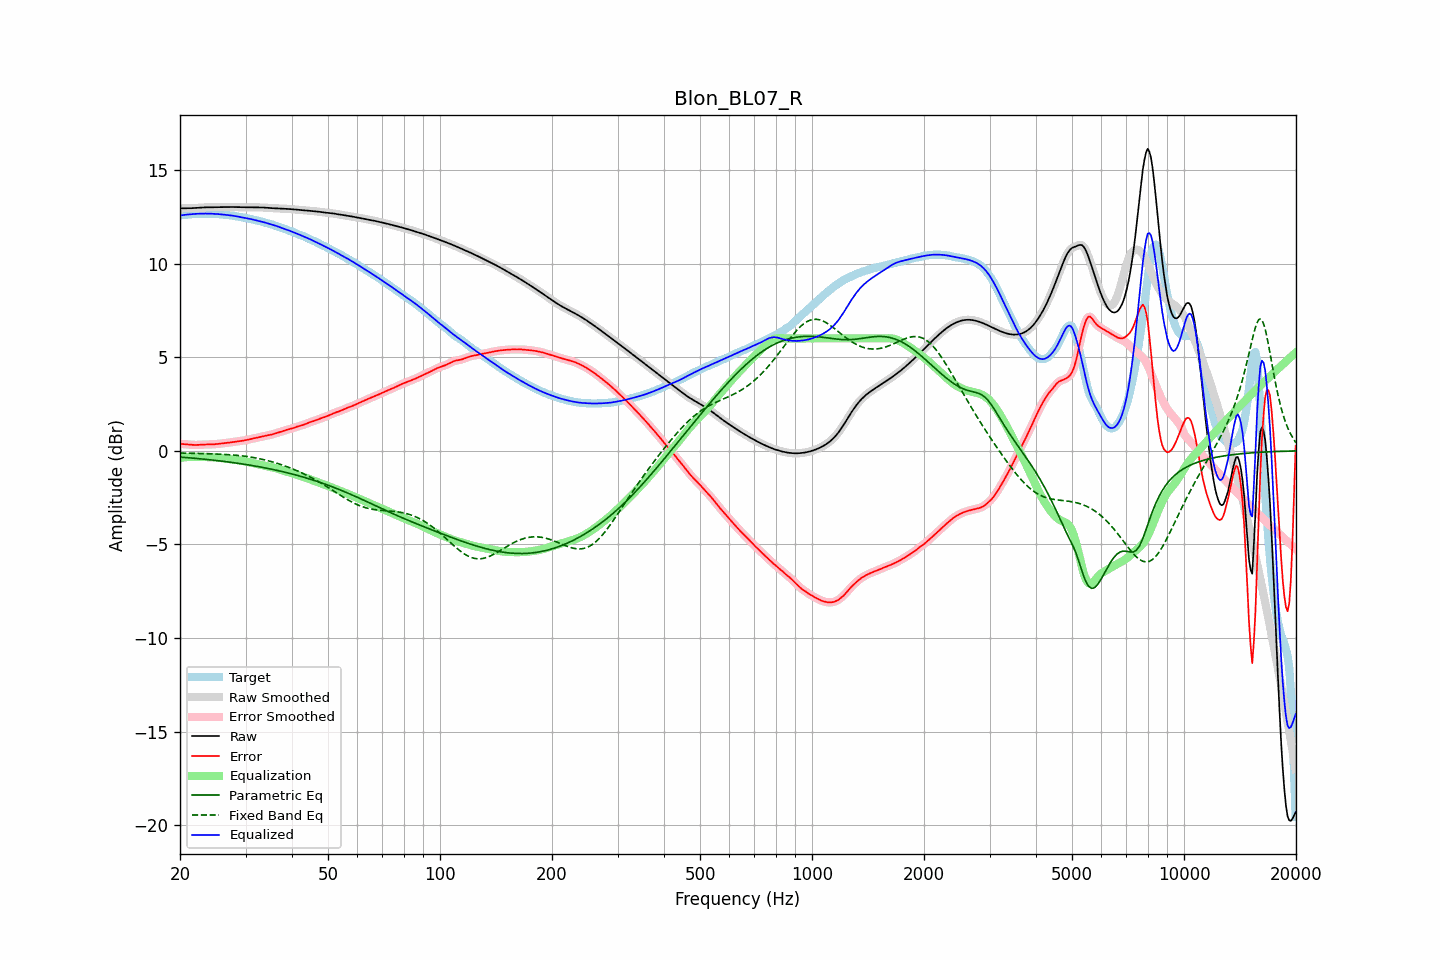 Blon_BL07_R
Amplitude (dBr)
15
10
5
0
−5
−10
−15
−20
Target
Raw Smoothed
Error Smoothed
Raw
Error
Equalization
Parametric Eq
Fixed Band Eq
Equalized
20 50 100 200 500 1000 2000 5000 10000 20000
Frequency (Hz)